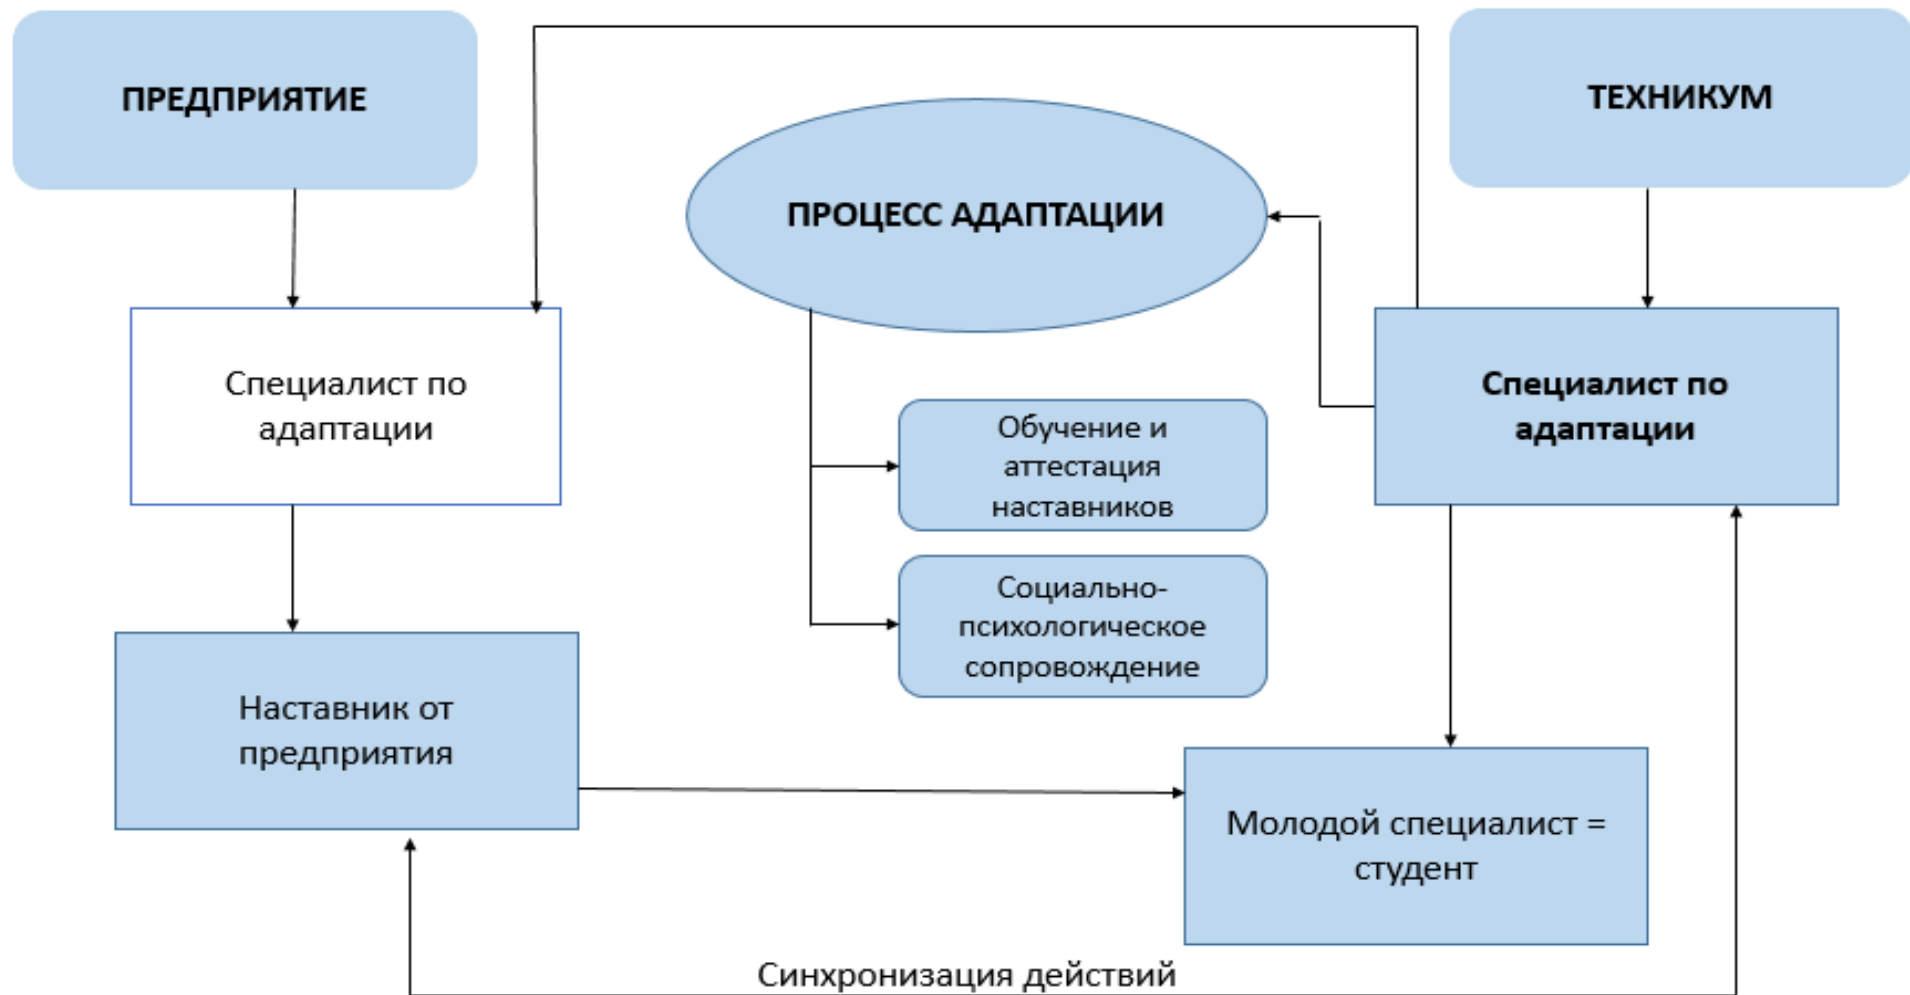 ПРЕДПРИЯТИЕ
ТЕХНИКУМ
ПРОЦЕСС АДАПТАЦИИ
Специалист по
адаптации
Специалист по
адаптации
Обучение и
аттестация
наставников
Социально-
психологическое
сопровождение
Наставник от
предприятия
Молодой специалист =
студент
Синхронизация действий